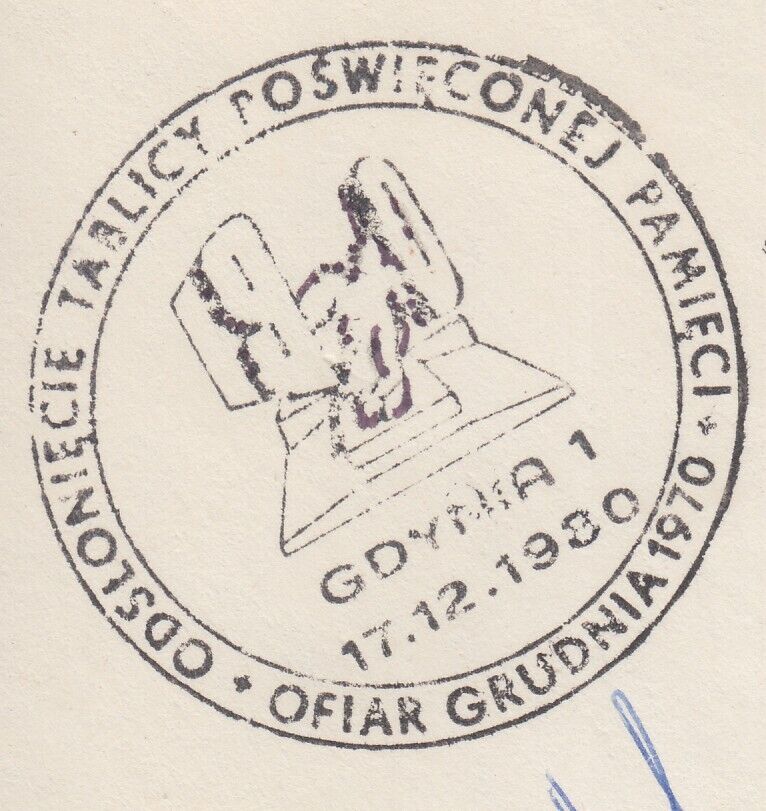 ODSŁONIĘCIE TABLICY POŚWIĘCONEJ PAMIĘCI
OFIAR GRUDNIA 1970
GDYNIA 1
17.12.1980